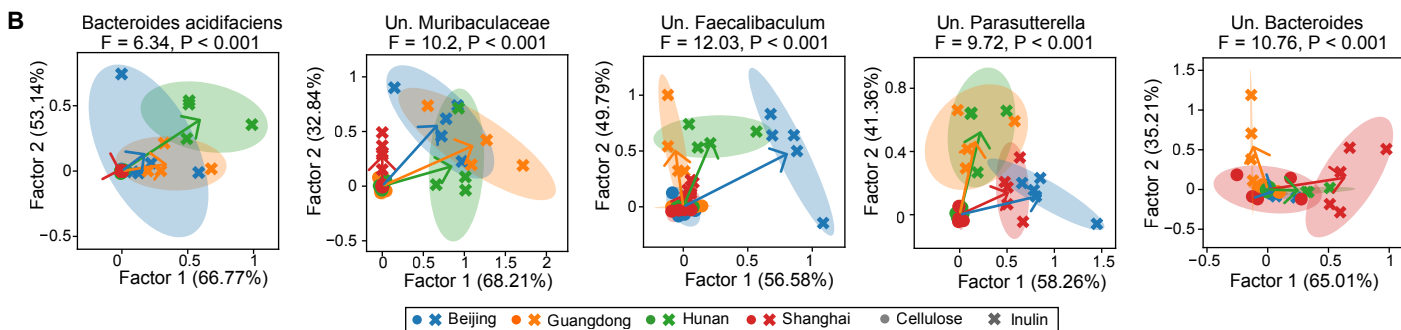 B
Bacteroides acidifaciens
F = 6.34, P < 0.001
Factor 2 (53.14%)
0.5
0
−0.5
0
0.5
1
Factor 1 (66.77%)
Un. Muribaculaceae
F = 10.2, P < 0.001
Factor 2 (32.84%)
1
0.5
0
−0.5
0
0.5
1
1.5
2
Factor 1 (68.21%)
Un. Faecalibaculum
F = 12.03, P < 0.001
Factor 2 (49.79%)
1
0.5
0
0
0.5
1
Factor 1 (56.58%)
Un. Parasutterella
F = 9.72, P < 0.001
Factor 2 (41.36%)
0.8
0.4
0
0
0.5
1.0
1.5
Factor 1 (58.26%)
Un. Bacteroides
F = 10.76, P < 0.001
Factor 2 (35.21%)
1.5
1.0
0.5
0
−0.5
−0.5
0
0.5
1.0
Factor 1 (65.01%)
Beijing Guangdong Hunan Shanghai Cellulose Inulin